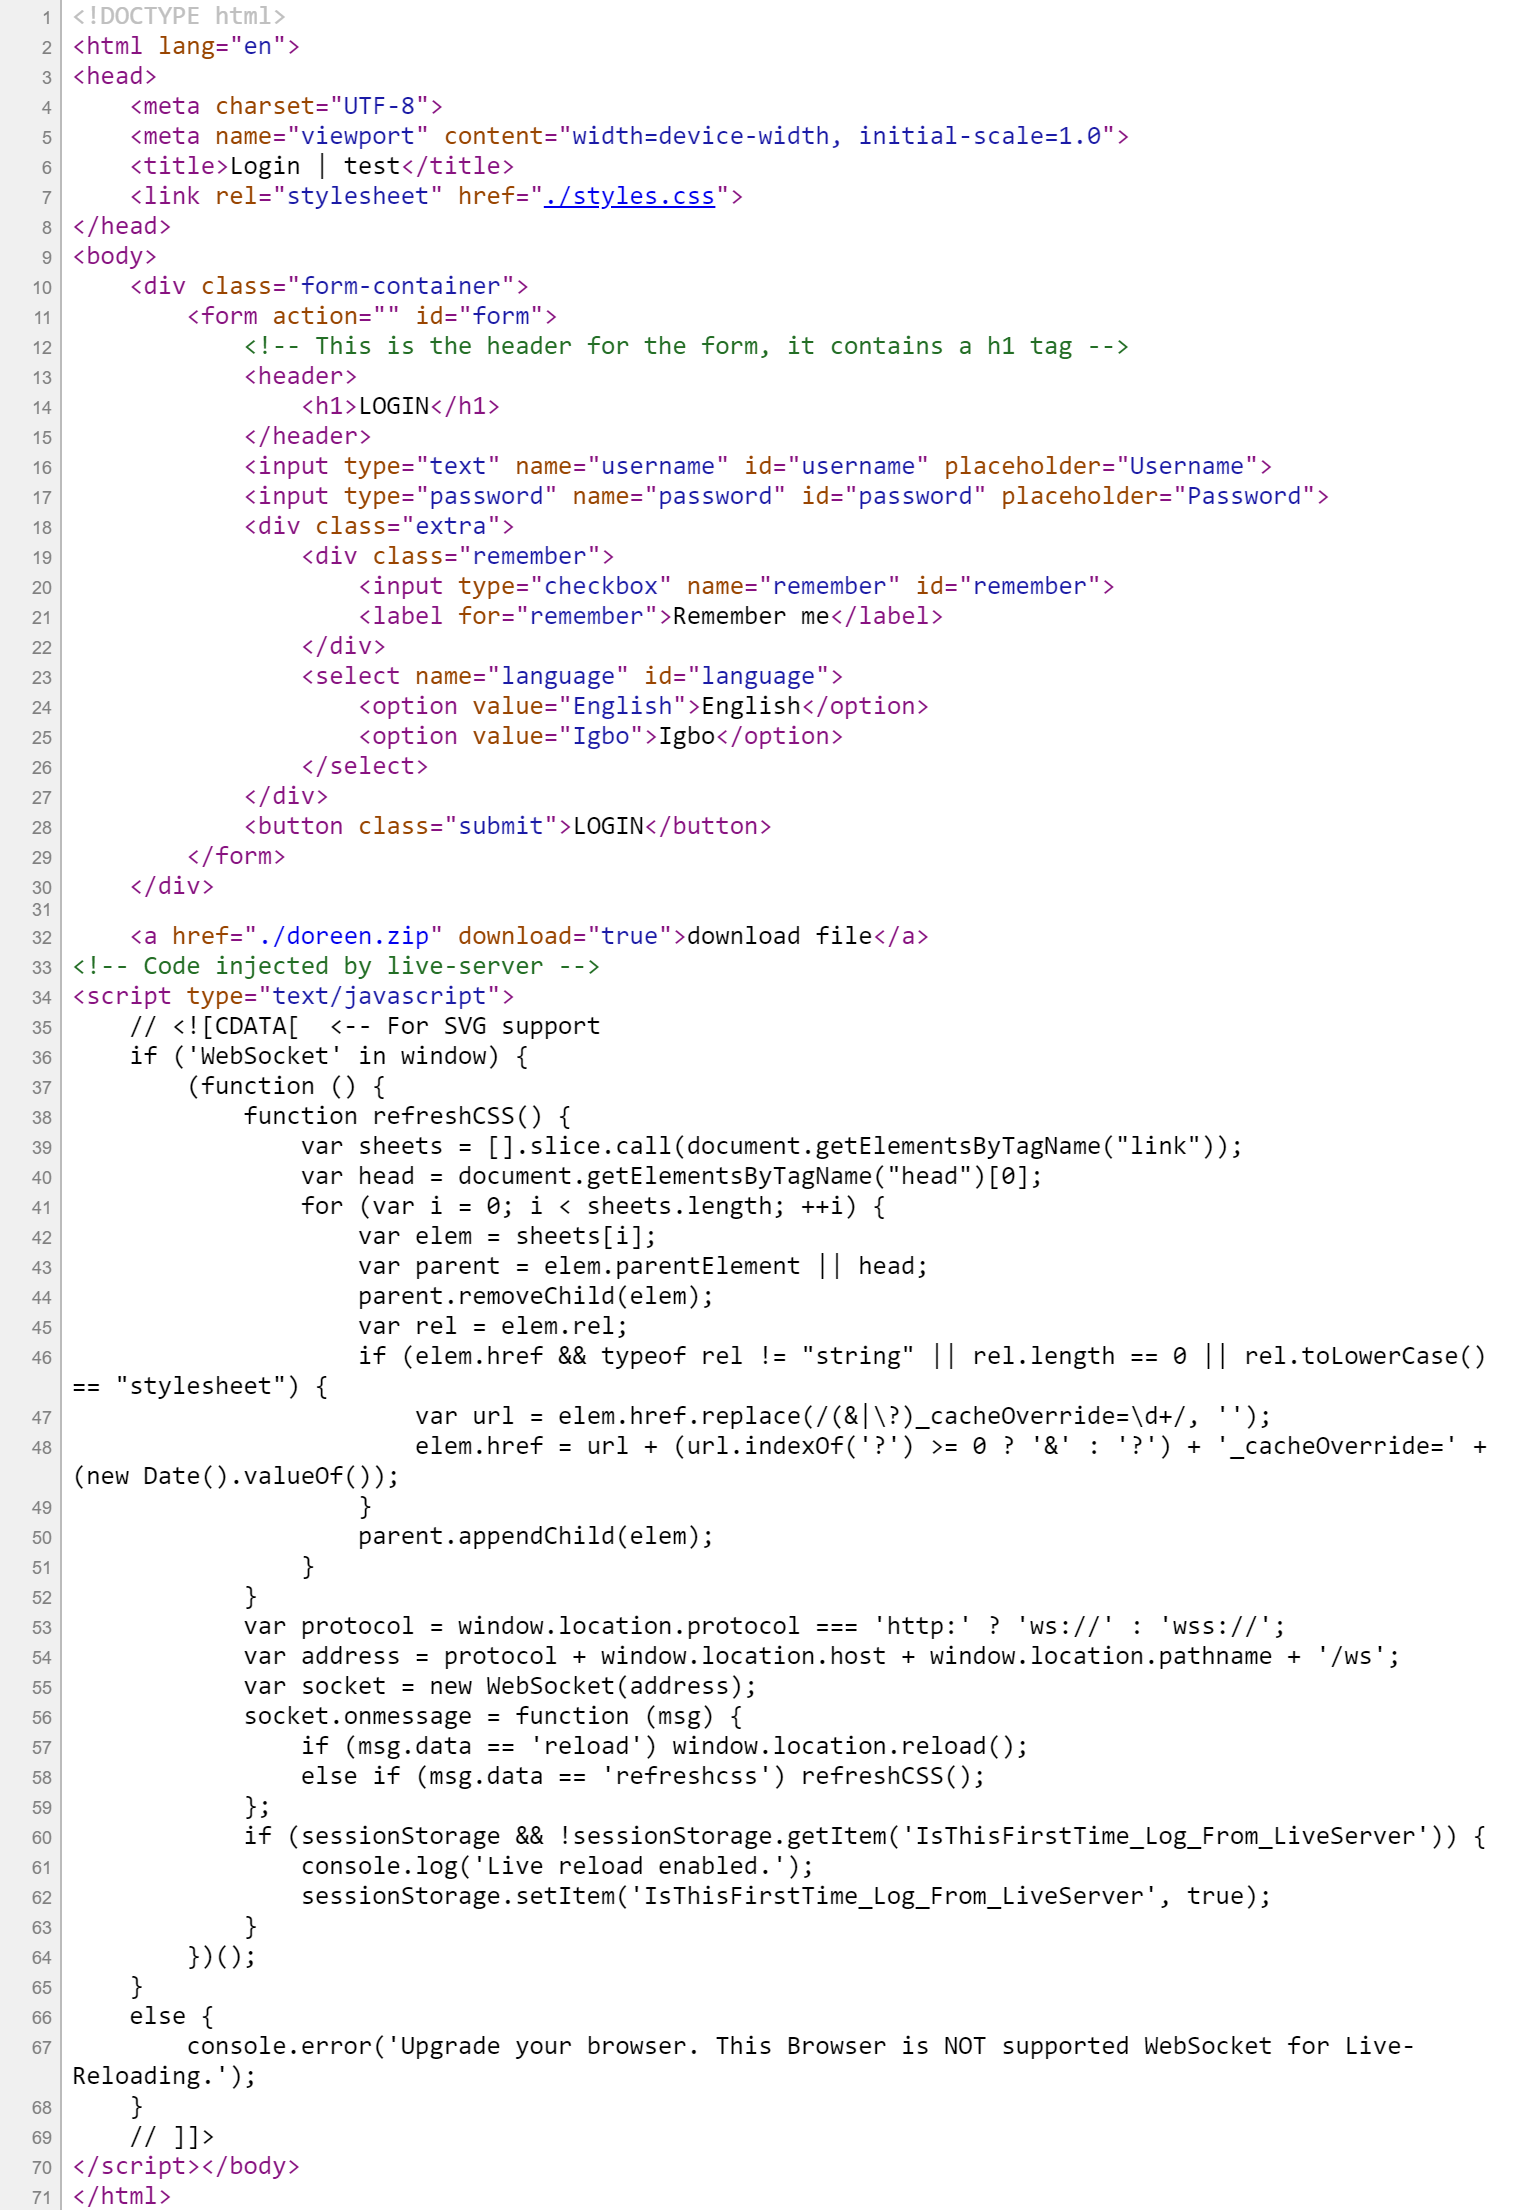 1 <!DOCTYPE html>
2 <html lang="en">
3 <head>
4     <meta charset="UTF-8">
5     <meta name="viewport" content="width=device-width, initial-scale=1.0">
6     <title>Login | test</title>
7     <link rel="stylesheet" href="./styles.css">
8 </head>
9 <body>
10     <div class="form-container">
11         <form action="" id="form">
12             <!-- This is the header for the form, it contains a h1 tag -->
13             <header>
14                 <h1>LOGIN</h1>
15             </header>
16             <input type="text" name="username" id="username" placeholder="Username">
17             <input type="password" name="password" id="password" placeholder="Password">
18             <div class="extra">
19                 <div class="remember">
20                     <input type="checkbox" name="remember" id="remember">
21                     <label for="remember">Remember me</label>
22                 </div>
23                 <select name="language" id="language">
24                     <option value="English">English</option>
25                     <option value="Igbo">Igbo</option>
26                 </select>
27             </div>
28             <button class="submit">LOGIN</button>
29         </form>
30     </div>
31
32     <a href="./doreen.zip" download="true">download file</a>
33 <!-- Code injected by live-server -->
34 <script type="text/javascript">
35     // <![CDATA[  <-- For SVG support
36     if ('WebSocket' in window) {
37         (function () {
38             function refreshCSS() {
39                 var sheets = [].slice.call(document.getElementsByTagName("link"));
40                 var head = document.getElementsByTagName("head")[0];
41                 for (var i = 0; i < sheets.length; ++i) {
42                     var elem = sheets[i];
43                     var parent = elem.parentElement || head;
44                     parent.removeChild(elem);
45                     var rel = elem.rel;
46                     if (elem.href && typeof rel != "string" || rel.length == 0 || rel.toLowerCase()
== "stylesheet") {
47                         var url = elem.href.replace(/(&|\?)_cacheOverride=\d+/, '');
48                         elem.href = url + (url.indexOf('?') >= 0 ? '&' : '?') + '_cacheOverride=' +
(new Date().valueOf());
49                     }
50                     parent.appendChild(elem);
51                 }
52             }
53             var protocol = window.location.protocol === 'http:' ? 'ws://' : 'wss://';
54             var address = protocol + window.location.host + window.location.pathname + '/ws';
55             var socket = new WebSocket(address);
56             socket.onmessage = function (msg) {
57                 if (msg.data == 'reload') window.location.reload();
58                 else if (msg.data == 'refreshcss') refreshCSS();
59             };
60             if (sessionStorage && !sessionStorage.getItem('IsThisFirstTime_Log_From_LiveServer')) {
61                 console.log('Live reload enabled.');
62                 sessionStorage.setItem('IsThisFirstTime_Log_From_LiveServer', true);
63             }
64         })();
65     }
66     else {
67         console.error('Upgrade your browser. This Browser is NOT supported WebSocket for Live-
Reloading.');
68     }
69     // ]]>
70 </script></body>
71 </html>